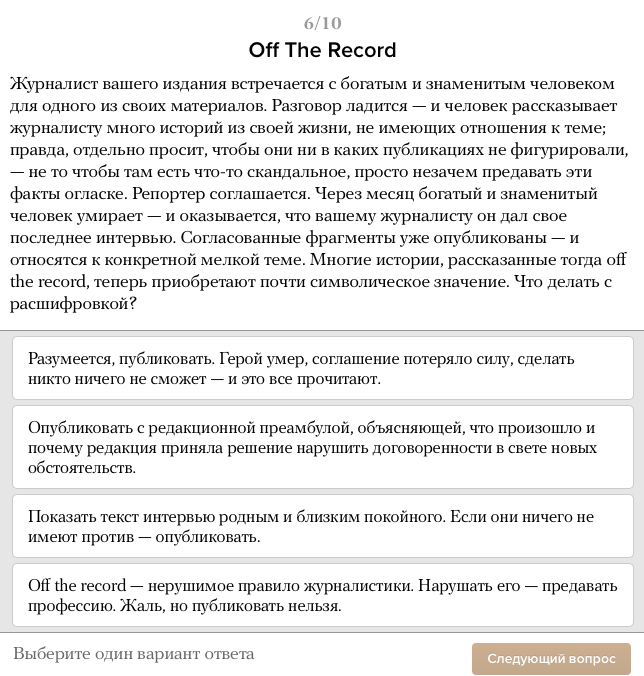 6/10
Off The Record
Журналист вашего издания встречается с богатым и знаменитым человеком
для одного из своих материалов. Разговор ладится — и человек рассказывает
журналисту много историй из своей жизни, не имеющих отношения к теме;
правда, отдельно просит, чтобы они ни в каких публикациях не фигурировали,
— не то чтобы там есть что-то скандальное, просто незачем предавать эти
факты огласке. Репортер соглашается. Через месяц богатый и знаменитый
человек умирает — и оказывается, что вашему журналисту он дал свое
последнее интервью. Согласованные фрагменты уже опубликованы — и
относятся к конкретной мелкой теме. Многие истории, рассказанные тогда off
the record, теперь приобретают почти символическое значение. Что делать с
расшифровкой?
Разумеется, публиковать. Герой умер, соглашение потеряло силу, сделать
никто ничего не сможет — и это все прочитают.
Опубликовать с редакционной преамбулой, объясняющей, что произошло и
почему редакция приняла решение нарушить договоренности в свете новых
обстоятельств.
Показать текст интервью родным и близким покойного. Если они ничего не
имеют против — опубликовать.
Off the record — нерушимое правило журналистики. Нарушать его — предавать
профессию. Жаль, но публиковать нельзя.
Выберите один вариант ответа
Следующий вопрос